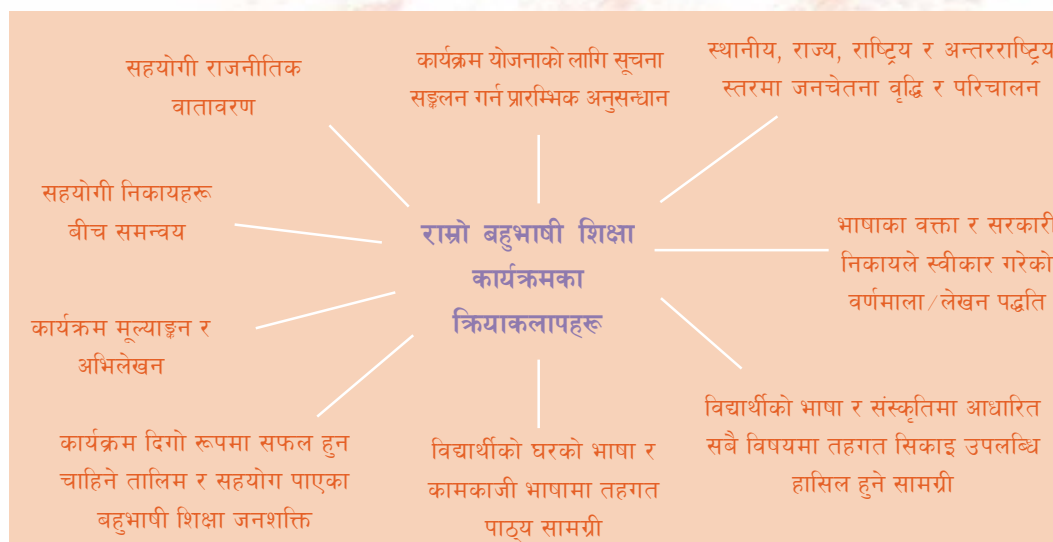 सहयोगी राजनीतिक
वातावरण
कार्यक्रम योजनाको लागि सूचना
सङ्कलन गर्न प्रारम्भिक अनुसन्धान
स्थानीय, राज्य, राष्ट्रिय र अन्तरराष्ट्रिय
स्तरमा जनचेतना वृद्धि र परिचालन
सहयोगी निकायहरू
बीच समन्वय
राम्रो बहुभाषी शिक्षा
कार्यक्रमका
क्रियाकलापहरू
भाषाका वक्ता र सरकारी
निकायले स्वीकार गरेको
वर्णमाला/लेखन पद्धति
कार्यक्रम मूल्याङ्कन र
अभिलेखन
कार्यक्रम दिगो रूपमा सफल हुन
चाहिने तालिम र सहयोग पाएका
बहुभाषी शिक्षा जनशक्ति
विद्यार्थीको घरको भाषा र
कामकाजी भाषामा तहगत
पाठ्य सामग्री
विद्यार्थीको भाषा र संस्कृतिमा आधारित
सबै विषयमा तहगत सिकाइ उपलब्धि
हासिल हुने सामग्री